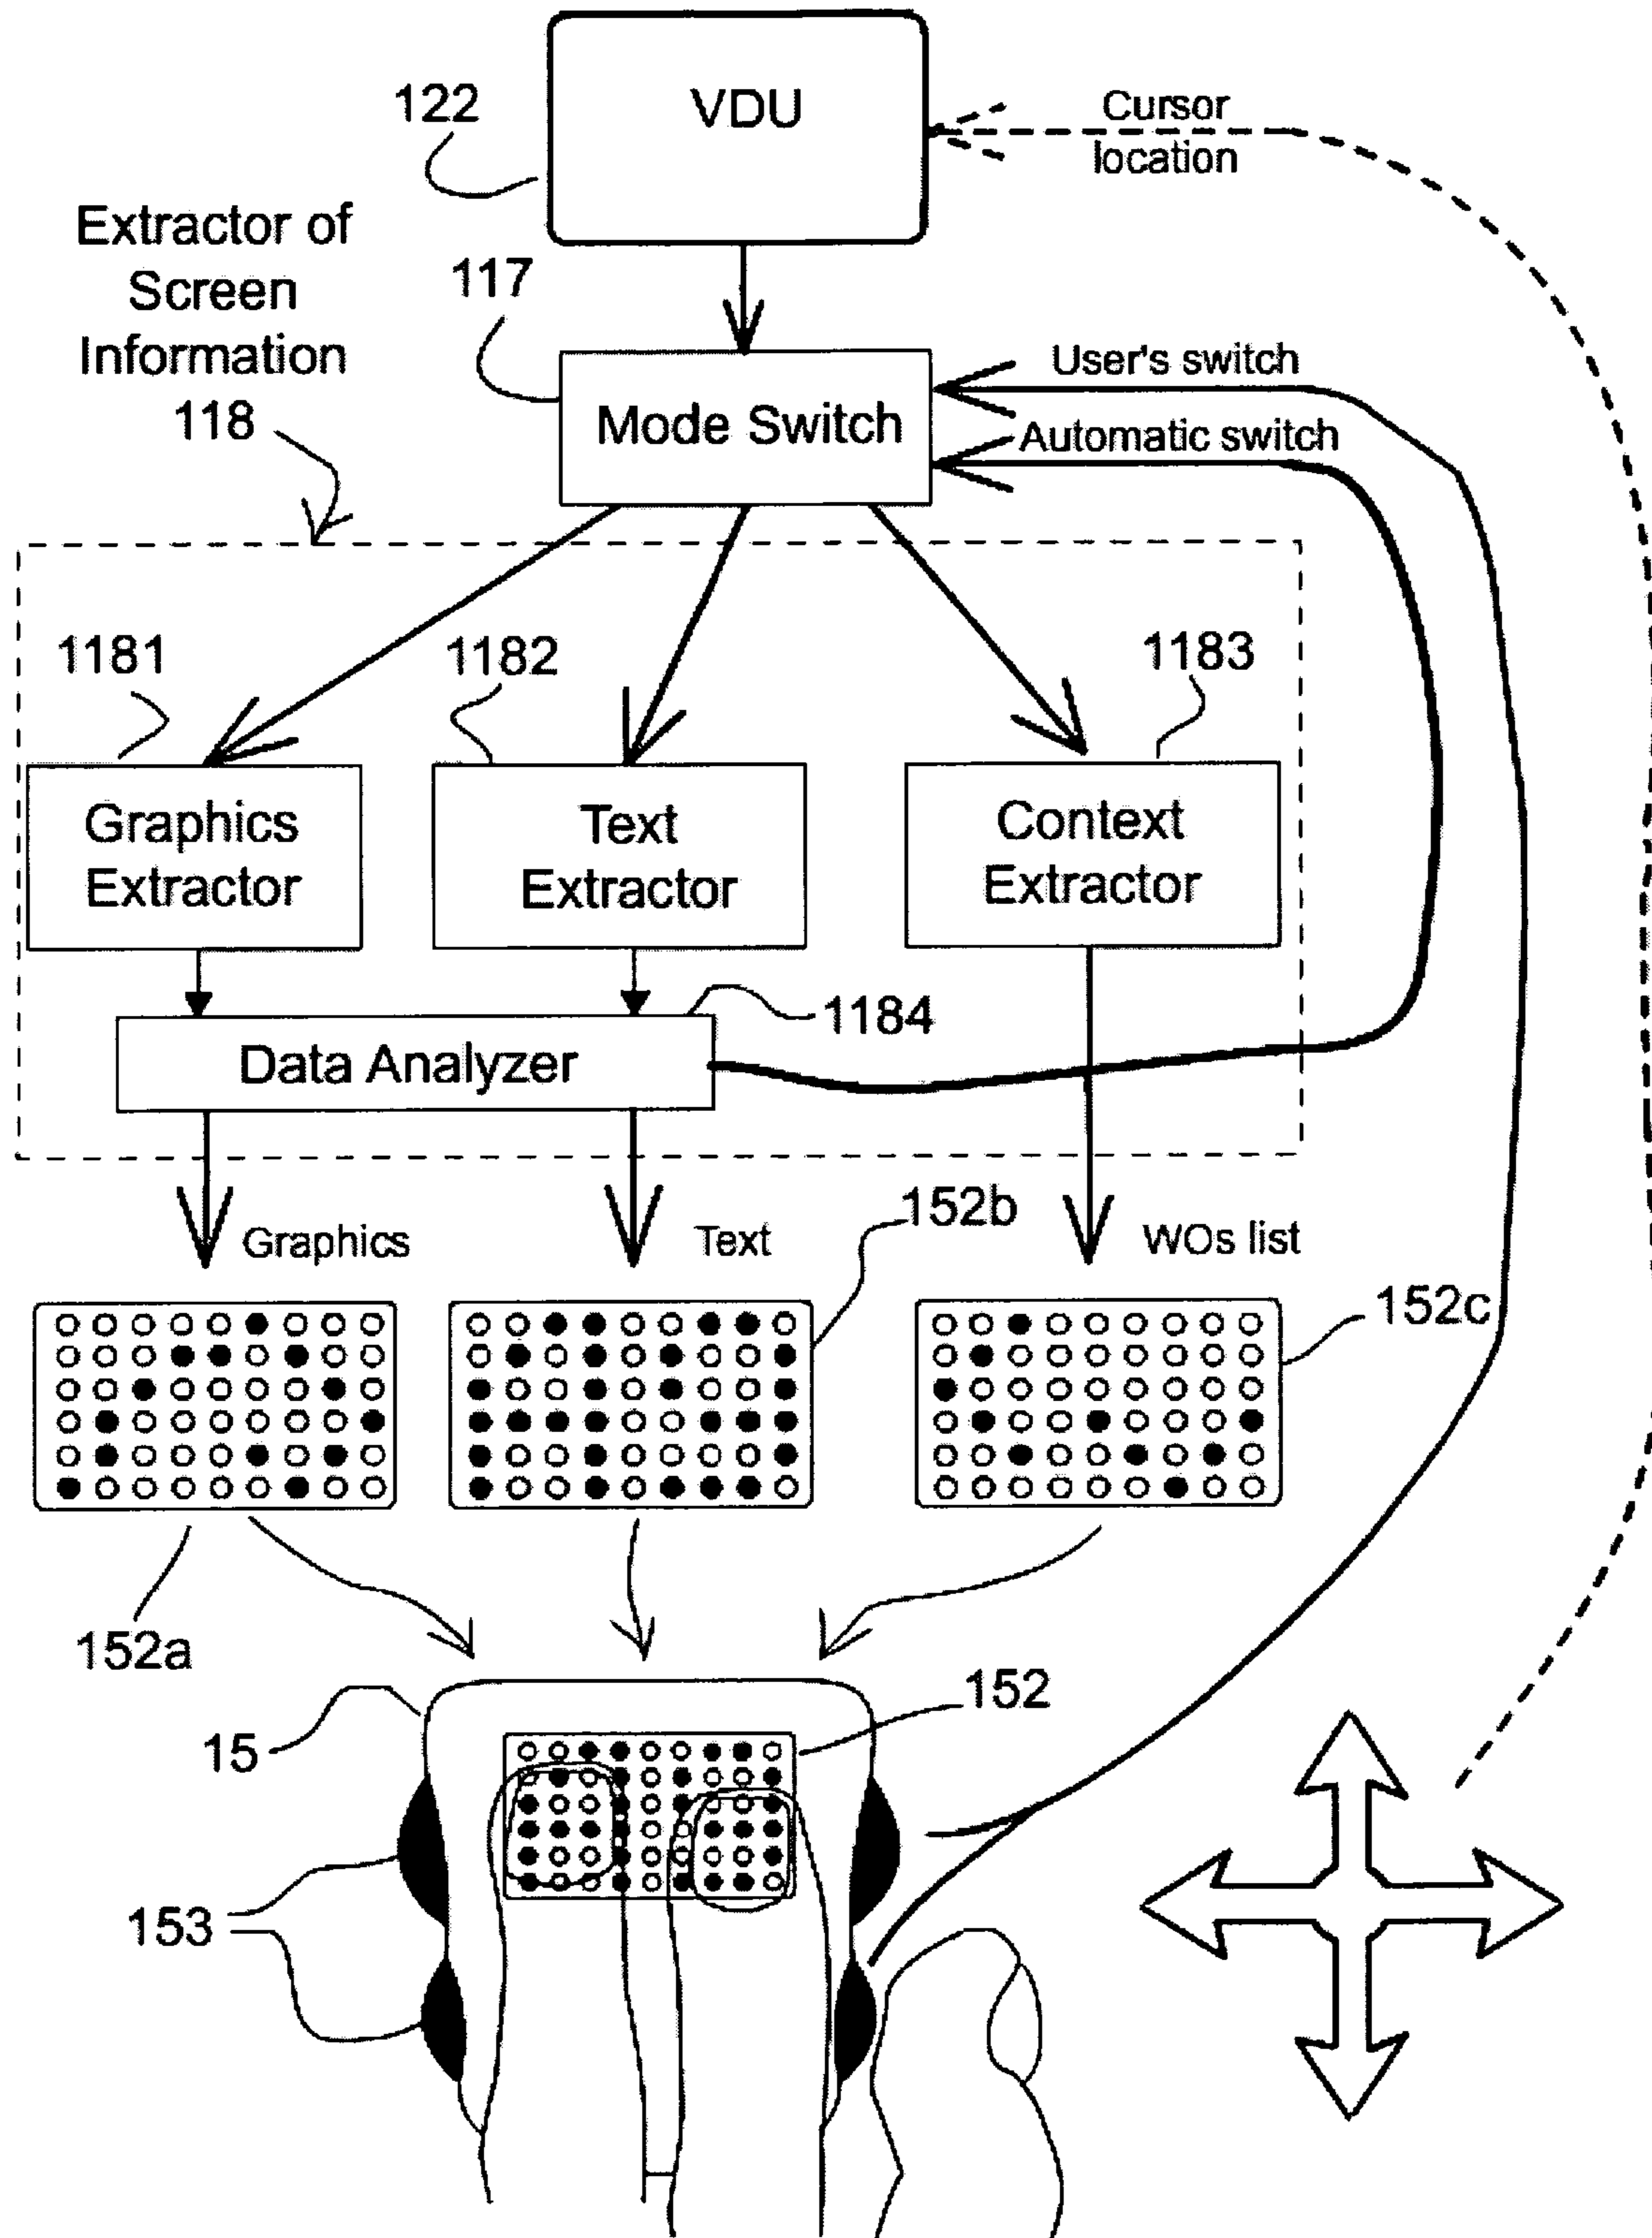 VDU
122
Cursor
location
Extractor of
Screen
Information
118
117
Mode Switch
User's switch
Automatic switch
1181
1182
1183
Graphics
Extractor
Text
Extractor
Context
Extractor
1184
Data Analyzer
Graphics
Text
152b
WOs list
152c
152a
15
152
153